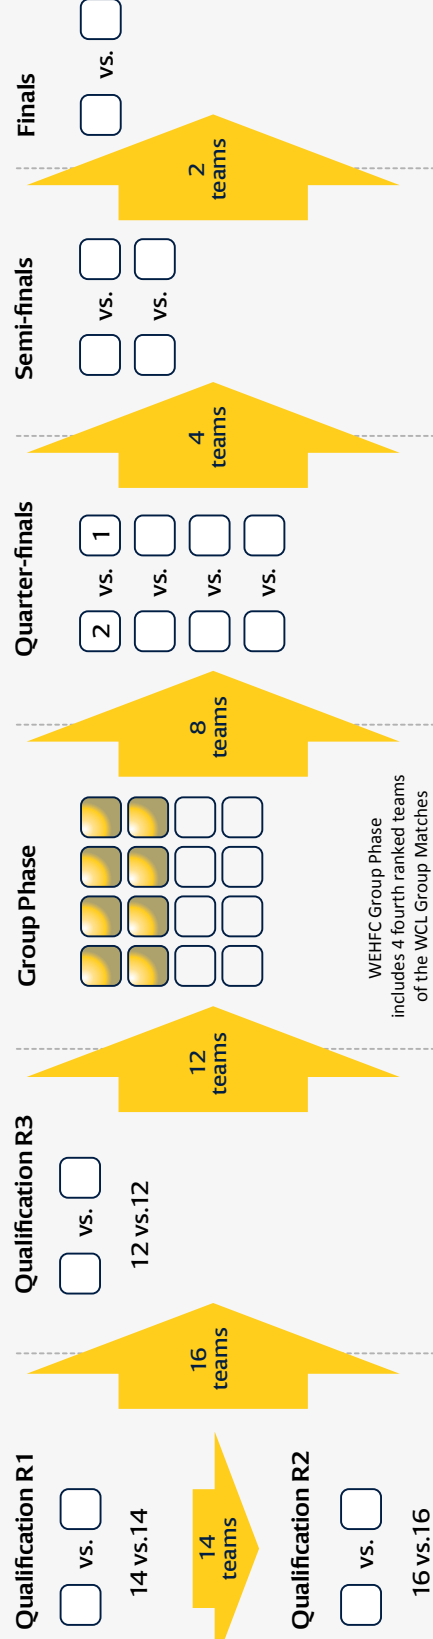 Qualification R1
vs.
14 vs.14
14
teams
Qualification R2
vs.
16 vs.16
16
teams
Qualification R3
vs.
12 vs.12
12
teams
Group Phase
WEHFC Group Phase
includes 4 fourth ranked teams
of the WCL Group Matches
8
teams
Quarter-finals
2 vs. 1
vs.
vs.
vs.
4
teams
Semi-finals
vs.
vs.
2
teams
Finals
vs.